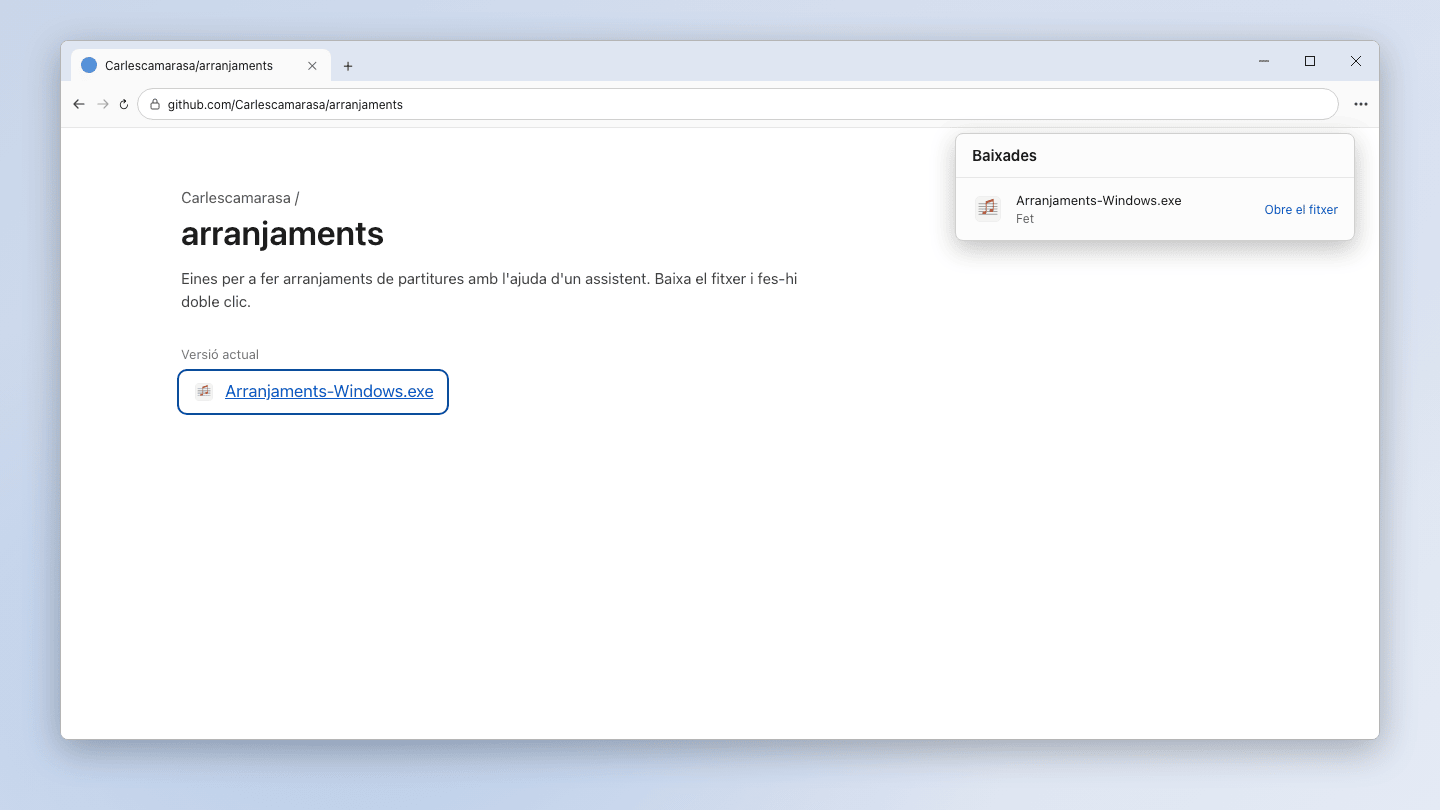 Carlescamarasa/arranjaments
github.com/Carlescamarasa/arranjaments
Baixades
Arranjaments-Windows.exe
Fet
Obre el fitxer
Carlescamarasa /
arranjaments
Eines per a fer arranjaments de partitures amb l'ajuda d'un assistent. Baixa el fitxer i fes-hi
doble clic.
Versió actual
Arranjaments-Windows.exe